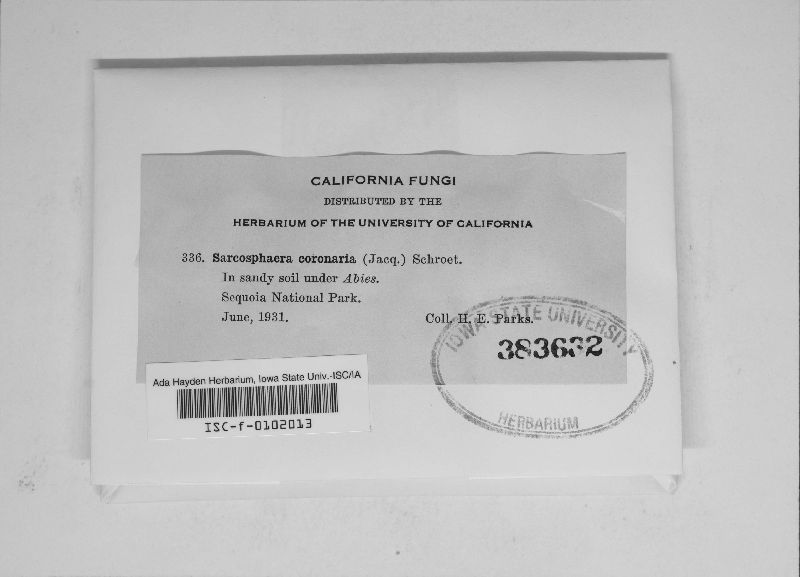 CALIFORNIA FUNGI
DISTRIBUTED BY THE
HERBARIUM OF THE UNIVERSITY OF CALIFORNIA
336. Sarcosphaera coronaria (Jacq.) Schroet.
In sandy soil under Abies.
Sequoia National Park.
June, 1931. Coll. H. E. Parks.
IOWA STATE UNIVERSITY
383632
HERBARIUM
Ada Hayden Herbarium, Iowa State Univ.-ISC/IA
ISC-f-0102013